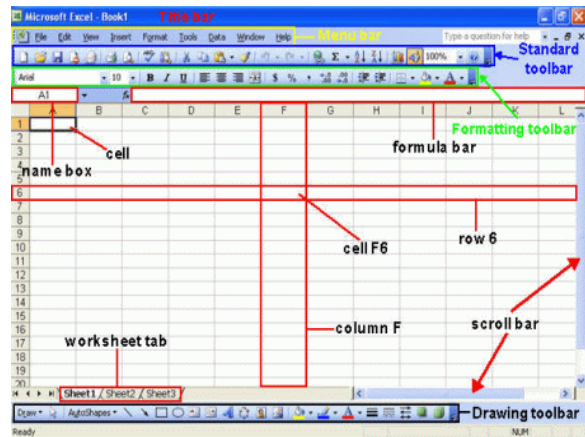 Microsoft Excel - Book1 Title bar
File Edit View Insert Format Tools Data Window Help Menu bar Type a question for help
100% Standard toolbar
Arial 10 B I U $ % ,
A1 fx
A B C D E F G H I J K L
Formatting toolbar
1
2
3
cell
formula bar
4
name box
5
6
7
8
row 6
9
cell F6
10
11
12
13
14
15
scroll bar
16
column F
17
worksheet tab
18
19
20
Sheet1 / Sheet2 / Sheet3
Draw AutoShapes A Drawing toolbar
Ready NUM